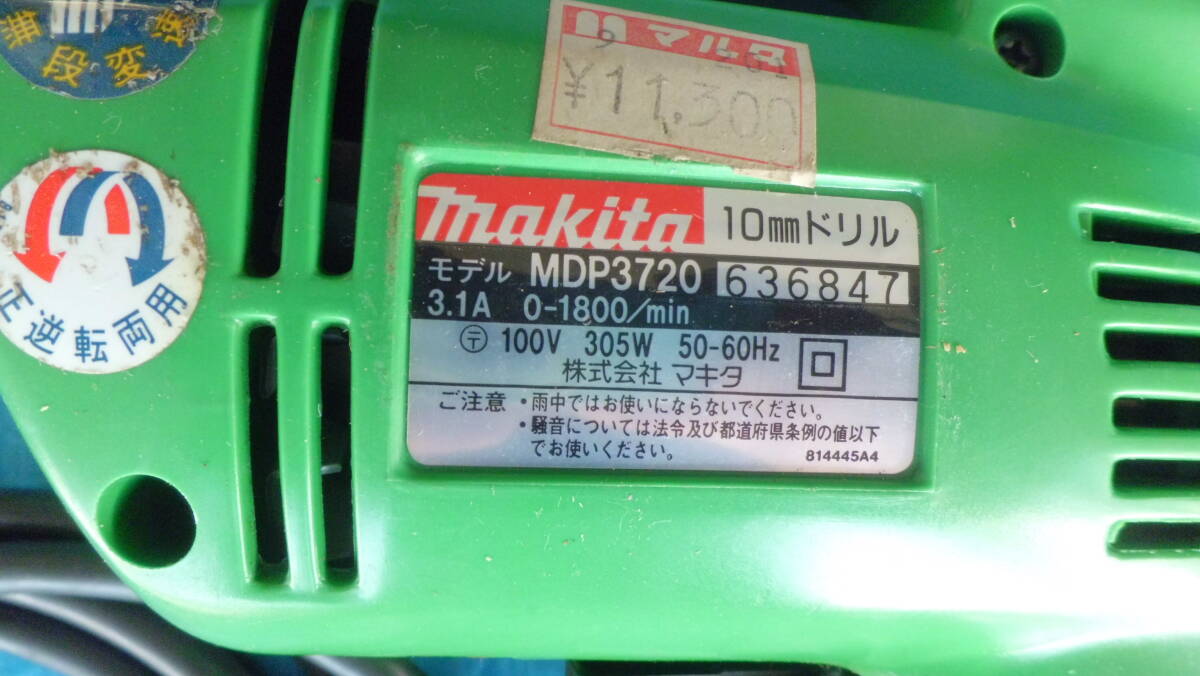 段変速
マルタ
¥11,300
makita 10mmドリル
モデル MDP3720 636847
3.1A 0-1800/min
〒 100V 305W 50-60Hz
株式会社 マキタ
ご注意 ・雨中ではお使いにならないでください。
・騒音については法令及び都道府県条例の値以下
でお使いください。
814445A4
正逆転両用